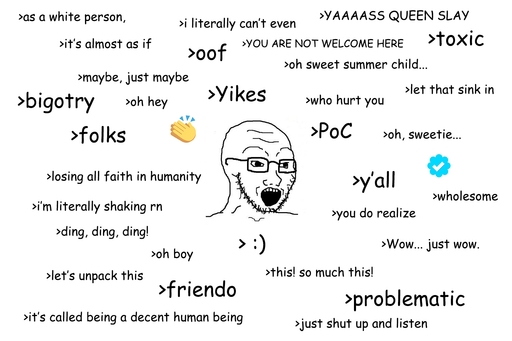 >as a white person,
>i literally can't even
>YAAAASS QUEEN SLAY
>it's almost as if
>oof
>YOU ARE NOT WELCOME HERE
>toxic
>maybe, just maybe
>oh sweet summer child...
>bigotry
>oh hey
>Yikes
>who hurt you
>let that sink in
>folks
>PoC
>oh, sweetie...
>losing all faith in humanity
>y'all
>wholesome
>i'm literally shaking rn
>you do realize
>ding, ding, ding!
> :)
>Wow... just wow.
>oh boy
>let's unpack this
>this! so much this!
>friendo
>problematic
>it's called being a decent human being
>just shut up and listen